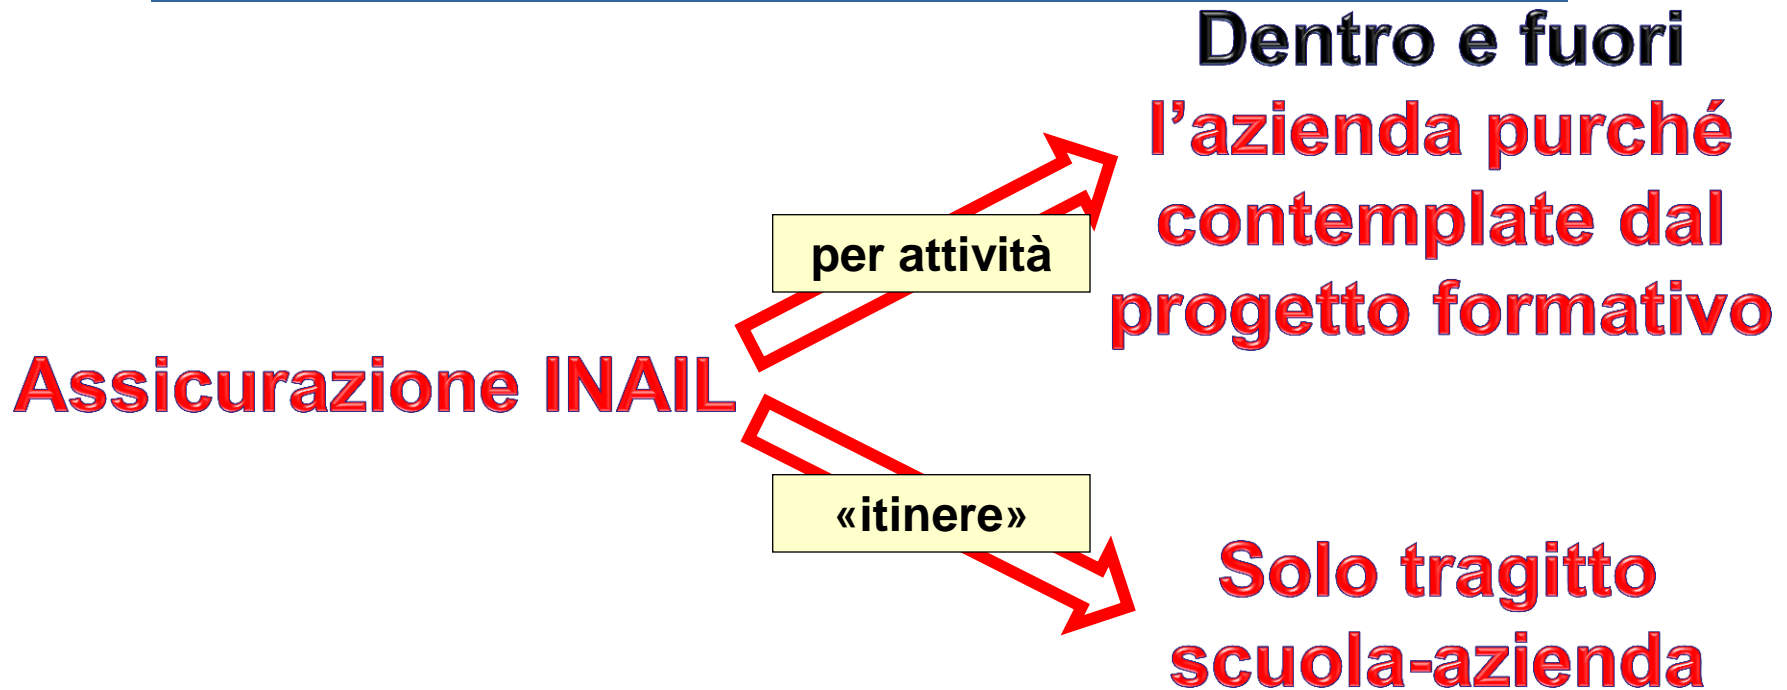 Dentro e fuori
l’azienda purché
contemplate dal
progetto formativo
per attività
Assicurazione INAIL
«itinere»
Solo tragitto
scuola-azienda